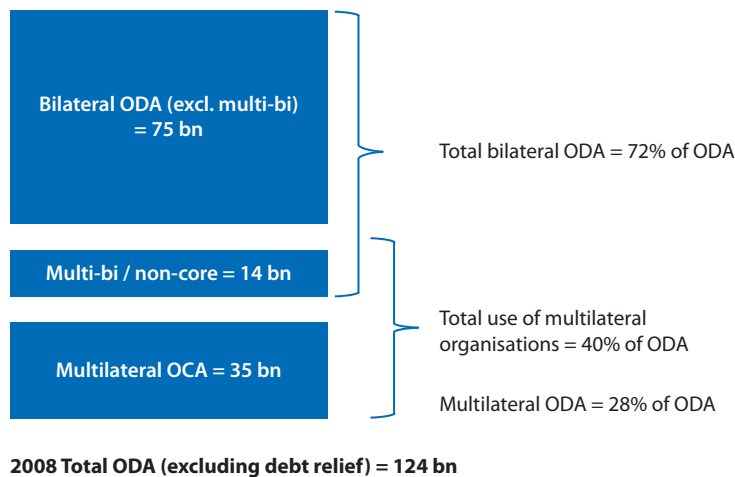 Bilateral ODA (excl. multi-bi)
= 75 bn
Total bilateral ODA = 72% of ODA
Multi-bi / non-core = 14 bn
Total use of multilateral
organisations = 40% of ODA
Multilateral OCA = 35 bn
Multilateral ODA = 28% of ODA
2008 Total ODA (excluding debt relief) = 124 bn